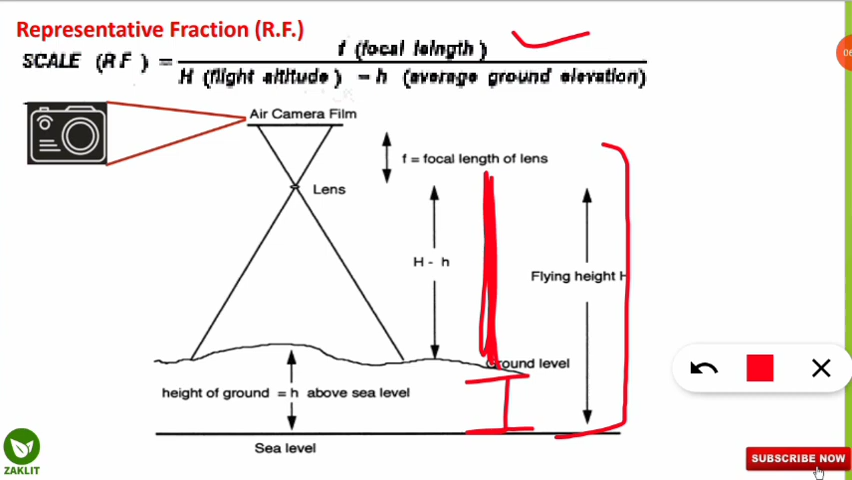 Representative Fraction (R.F.)
SCALE (R F ) = f (focal lelngth )
H (flight altitude ) - h (average ground elevation)
Air Camera Film
f = focal length of lens
Lens
H - h
Flying height H
Ground level
height of ground = h above sea level
Sea level
ZAKLIT
SUBSCRIBE NOW